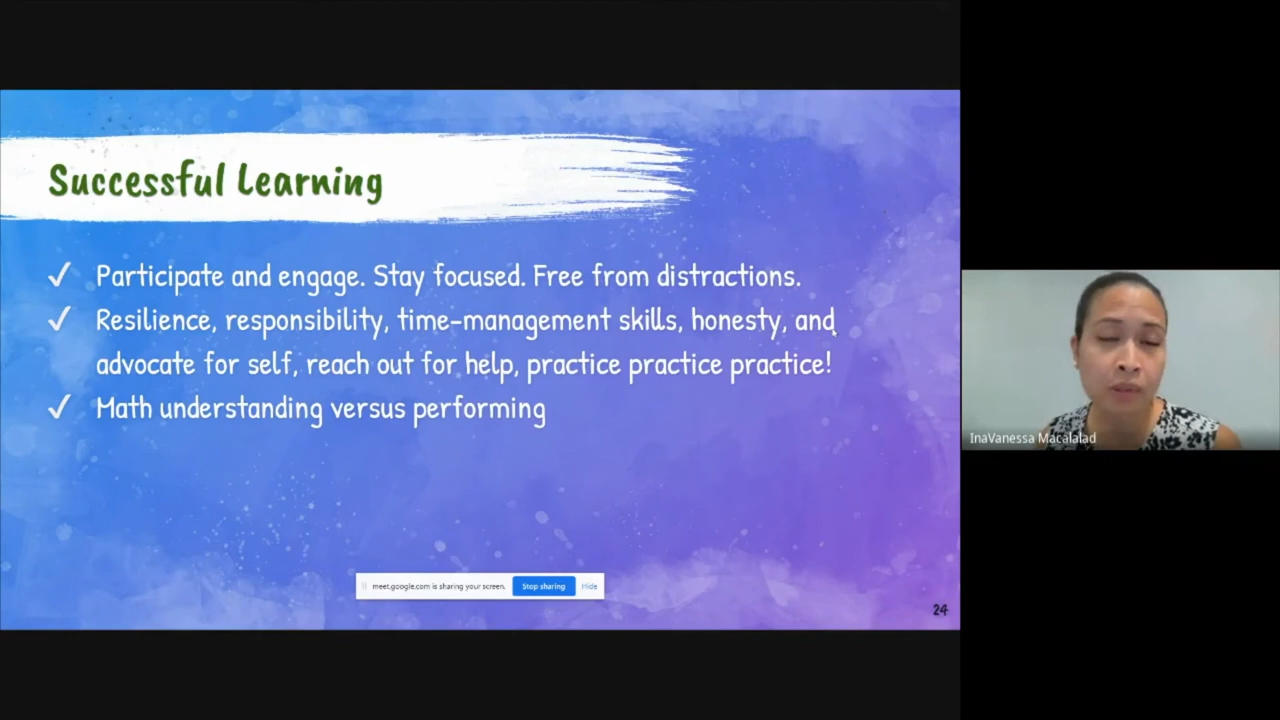 Successful Learning
✓ Participate and engage. Stay focused. Free from distractions.
✓ Resilience, responsibility, time-management skills, honesty, and
advocate for self, reach out for help, practice practice practice!
✓ Math understanding versus performing
meet.google.com is sharing your screen. Stop sharing Hide
24
InaVanessa Macalalad